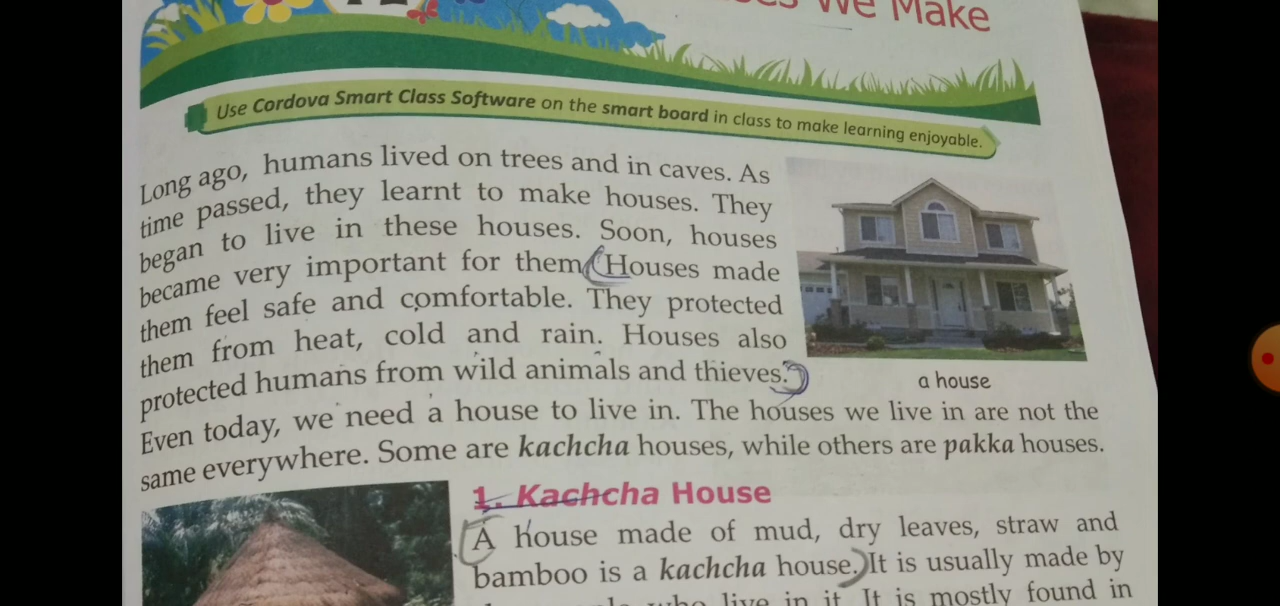 We Make
Use Cordova Smart Class Software on the smart board in class to make learning enjoyable.
Long ago, humans lived on trees and in caves. As
time passed, they learnt to make houses. They
began to live in these houses. Soon, houses
became very important for them. Houses made
them feel safe and comfortable. They protected
them from heat, cold and rain. Houses also
protected humans from wild animals and thieves.
a house
Even today, we need a house to live in. The houses we live in are not the
same everywhere. Some are kachcha houses, while others are pakka houses.
1. Kachcha House
A house made of mud, dry leaves, straw and
bamboo is a kachcha house. It is usually made by
who live in it. It is mostly found in